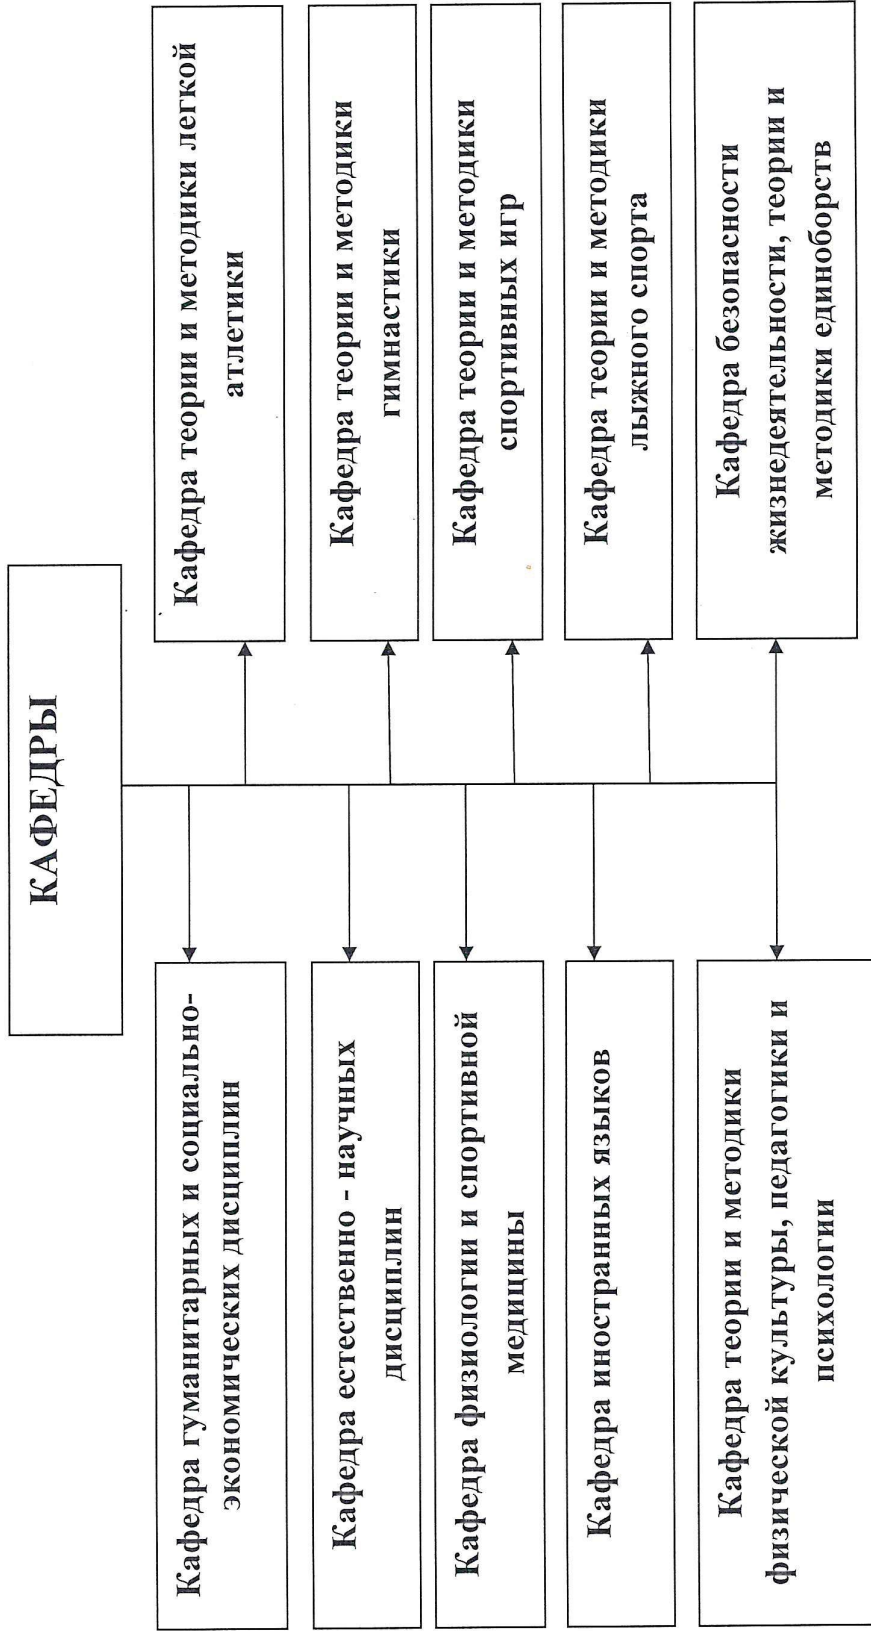 КАФЕДРЫ
Кафедра гуманитарных и социально-
экономических дисциплин
Кафедра естественно - научных
дисциплин
Кафедра физиологии и спортивной
медицины
Кафедра иностранных языков
Кафедра теории и методики
физической культуры, педагогики и
психологии
Кафедра теории и методики легкой
атлетики
Кафедра теории и методики
гимнастики
Кафедра теории и методики
спортивных игр
Кафедра теории и методики
лыжного спорта
Кафедра безопасности
жизнедеятельности, теории и
методики единоборств